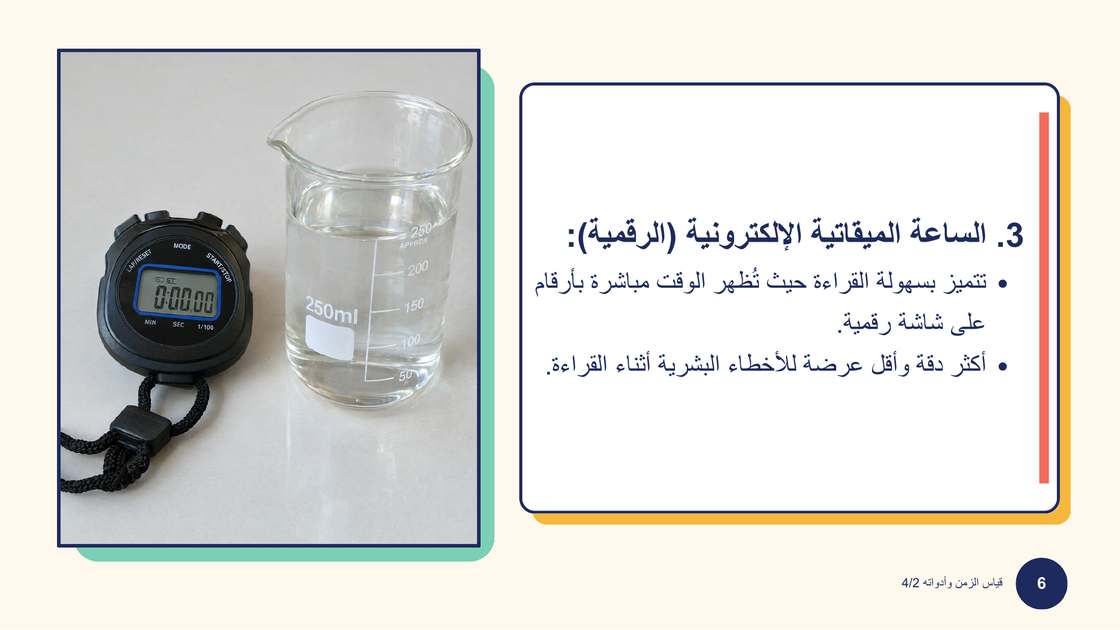 3. الساعة الميقاتية الإلكترونية (الرقمية):
• تتميز بسهولة القراءة حيث تُظهر الوقت مباشرة بأرقام
على شاشة رقمية.
• أكثر دقة وأقل عرضة للأخطاء البشرية أثناء القراءة.
MODE
LAP/RESET
START/STOP
0:00.00
MIN SEC 1/100
250
APPROX
200
150
100
50
250ml
قياس الزمن وأدواته 4/2
6